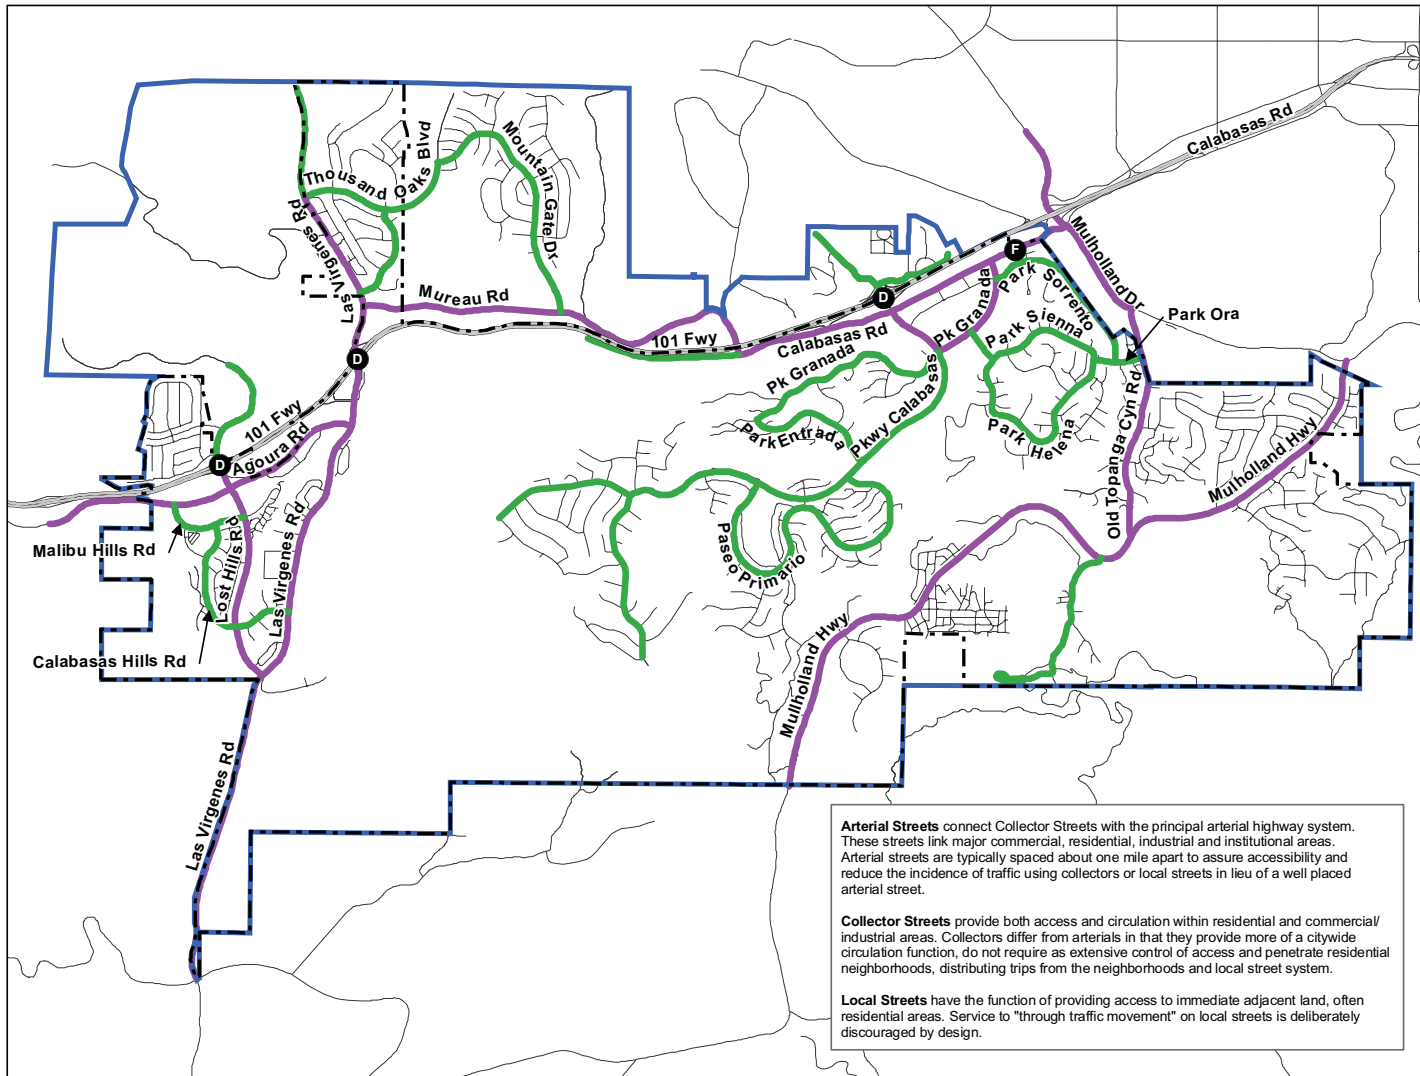 Calabasas Rd
Thousand Oaks Blvd
Mountain Gate Dr
Las Virgenes Rd
Mureau Rd
101 Fwy
Calabasas Rd
Pk Granada
Pk Granada
Park Sorrento
Mulholland Dr
Park Ora
Park Sienna
Park Helena
Park Entrada
Pkwy Calabasas
Old Topanga Cyn Rd
Mulholland Hwy
D
D
D
F
101 Fwy
Agoura Rd
Malibu Hills Rd
Lost Hills Rd
Las Virgenes Rd
Calabasas Hills Rd
Paseo Primario
Mullholland Hwy
Las Virgenes Rd
Arterial Streets connect Collector Streets with the principal arterial highway system.
These streets link major commercial, residential, industrial and institutional areas.
Arterial streets are typically spaced about one mile apart to assure accessibility and
reduce the incidence of traffic using collectors or local streets in lieu of a well placed
arterial street.
Collector Streets provide both access and circulation within residential and commercial/
industrial areas. Collectors differ from arterials in that they provide more of a citywide
circulation function, do not require as extensive control of access and penetrate residential
neighborhoods, distributing trips from the neighborhoods and local street system.
Local Streets have the function of providing access to immediate adjacent land, often
residential areas. Service to "through traffic movement" on local streets is deliberately
discouraged by design.